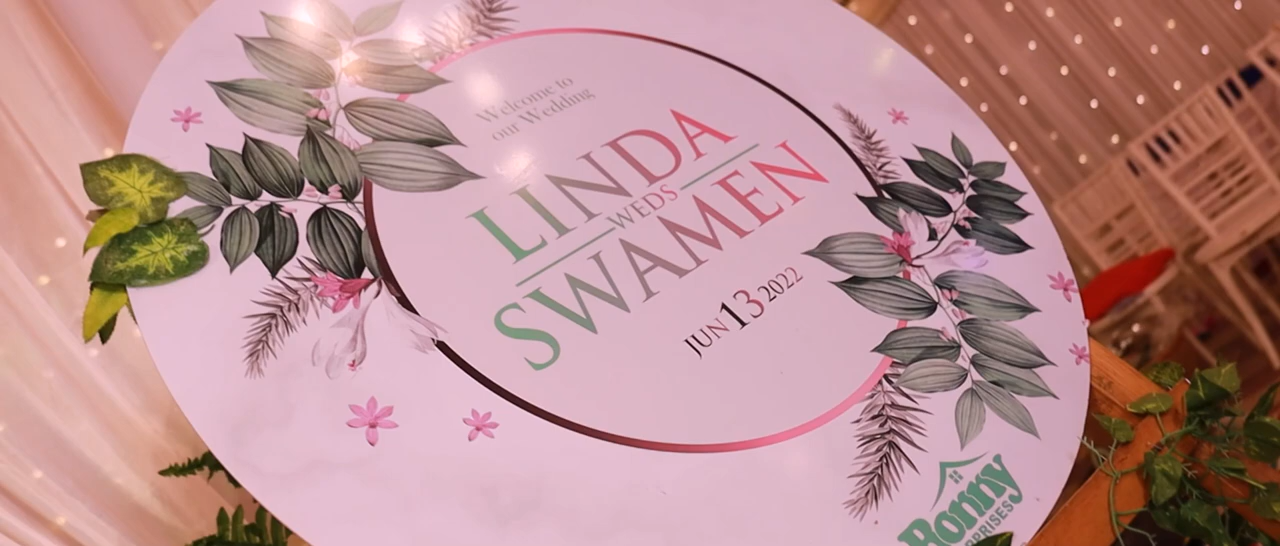 Welcome to
our Wedding
LINDA
WEDS
SWAMEN
JUN 13 2022
Bonny